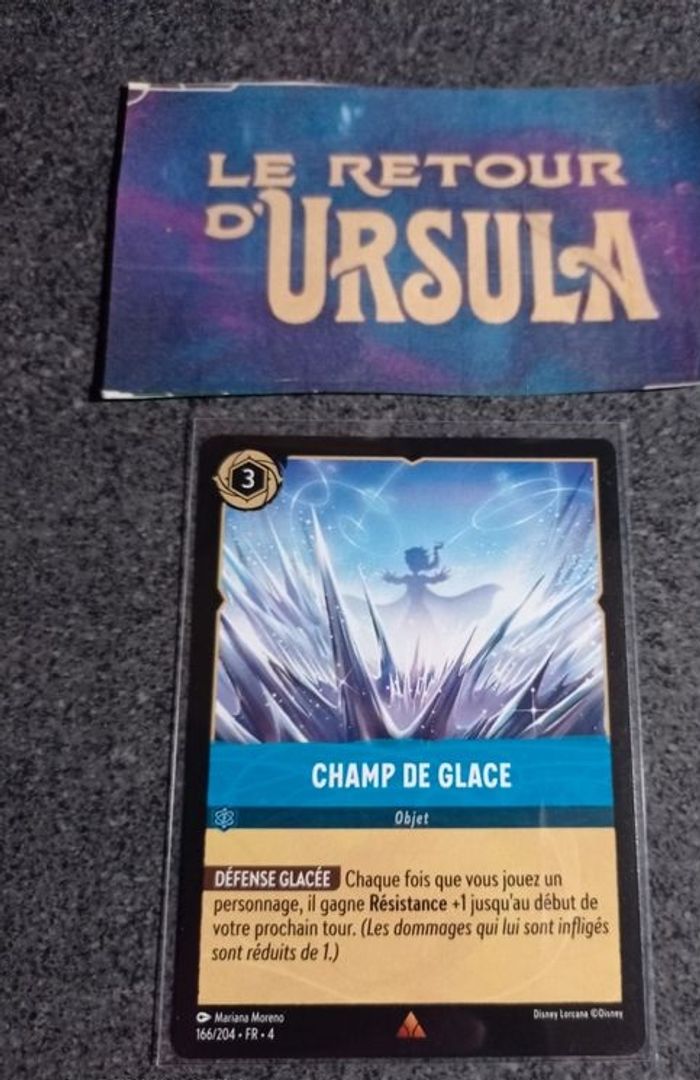 LE RETOUR
D'URSULA
3
CHAMP DE GLACE
Objet
DÉFENSE GLACÉE Chaque fois que vous jouez un
personnage, il gagne Résistance +1 jusqu'au début de
votre prochain tour. (Les dommages qui lui sont infligés
sont réduits de 1.)
Mariana Moreno
Disney Lorcana ©Disney
166/204 • FR • 4